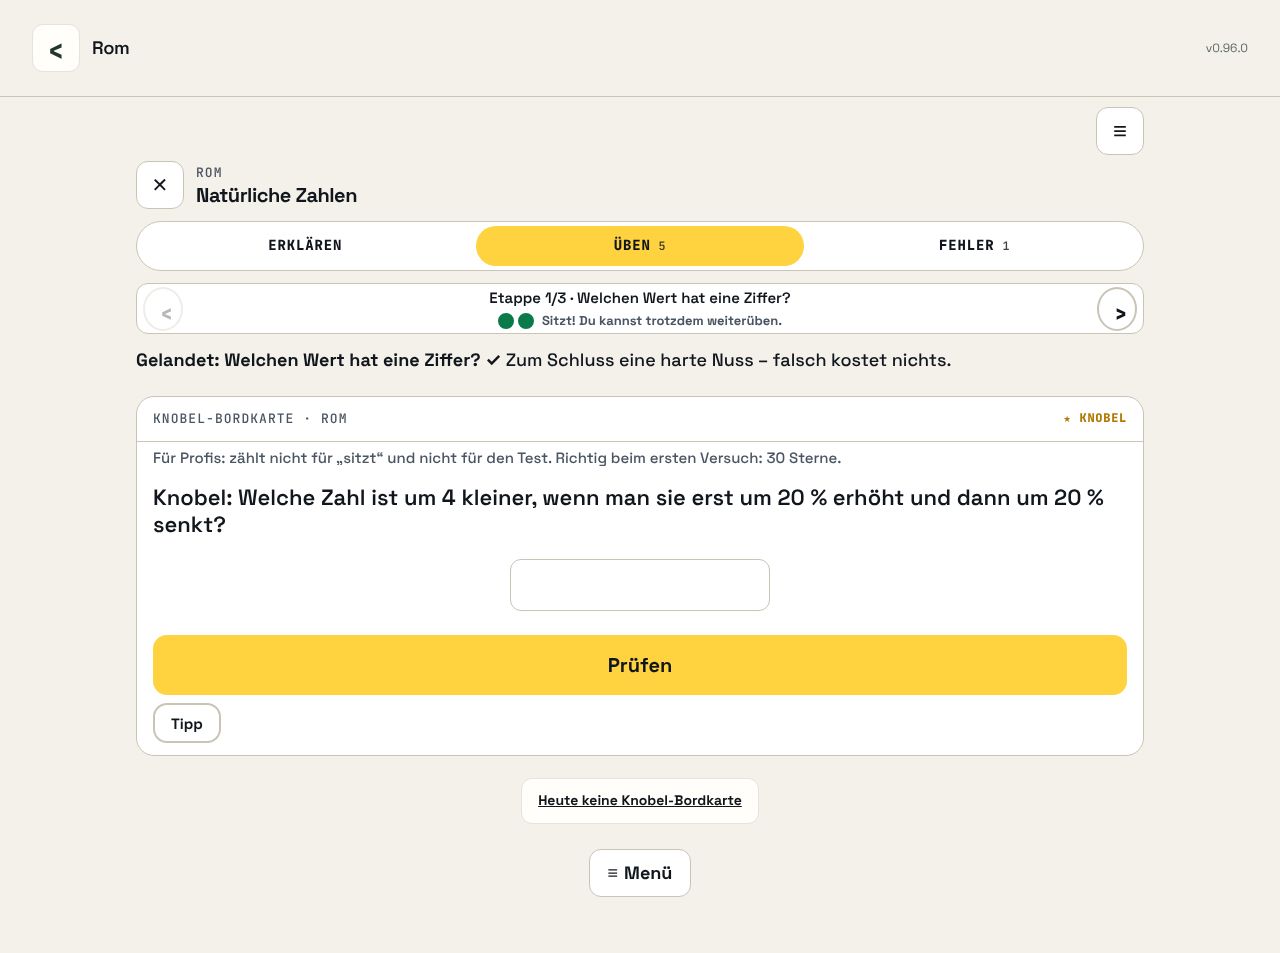 <
Rom
v0.96.0
≡
✕
ROM
Natürliche Zahlen
ERKLÄREN
ÜBEN 5
FEHLER 1
<
Etappe 1/3 · Welchen Wert hat eine Ziffer?
Sitzt! Du kannst trotzdem weiterüben.
>
Gelandet: Welchen Wert hat eine Ziffer? ✓ Zum Schluss eine harte Nuss – falsch kostet nichts.
KNOBEL-BORDKARTE · ROM
★ KNOBEL
Für Profis: zählt nicht für „sitzt“ und nicht für den Test. Richtig beim ersten Versuch: 30 Sterne.
Knobel: Welche Zahl ist um 4 kleiner, wenn man sie erst um 20 % erhöht und dann um 20 %
senkt?
Prüfen
Tipp
Heute keine Knobel-Bordkarte
≡ Menü